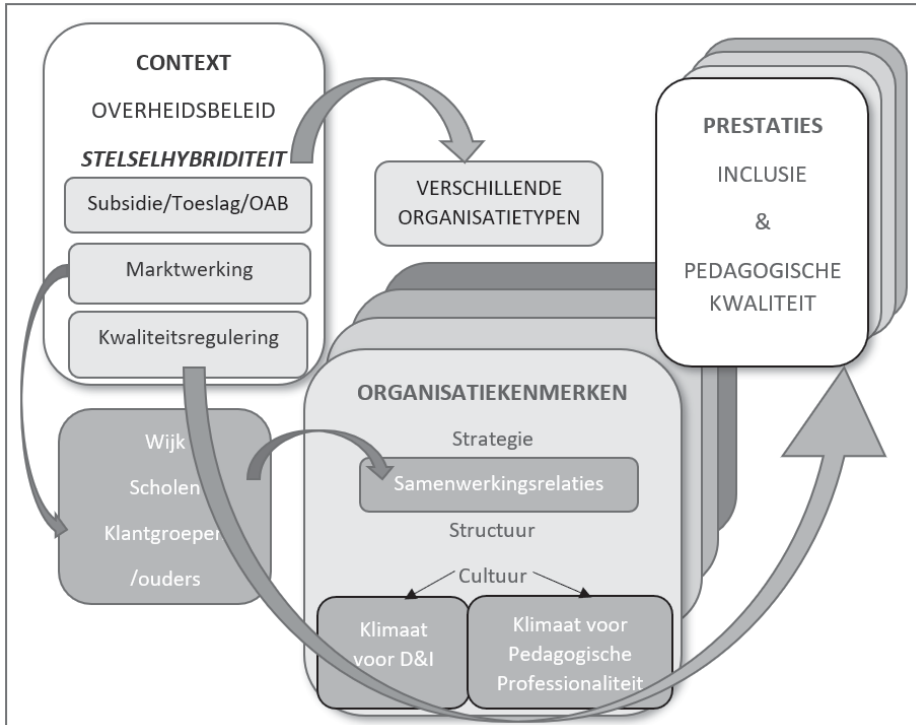 CONTEXT
OVERHEIDSBELEID
STELSELHYBRIDITEIT
Subsidie/Toeslag/OAB
Marktwerking
Kwaliteitsregulering
VERSCHILLENDE
ORGANISATIETYPEN
PRESTATIES
INCLUSIE
&
PEDAGOGISCHE
KWALITEIT
Wijk
Scholen
Klantgroepen
/ouders
ORGANISATIEKENMERKEN
Strategie
Samenwerkingsrelaties
Structuur
Cultuur
Klimaat
voor D&I
Klimaat voor
Pedagogische
Professionaliteit